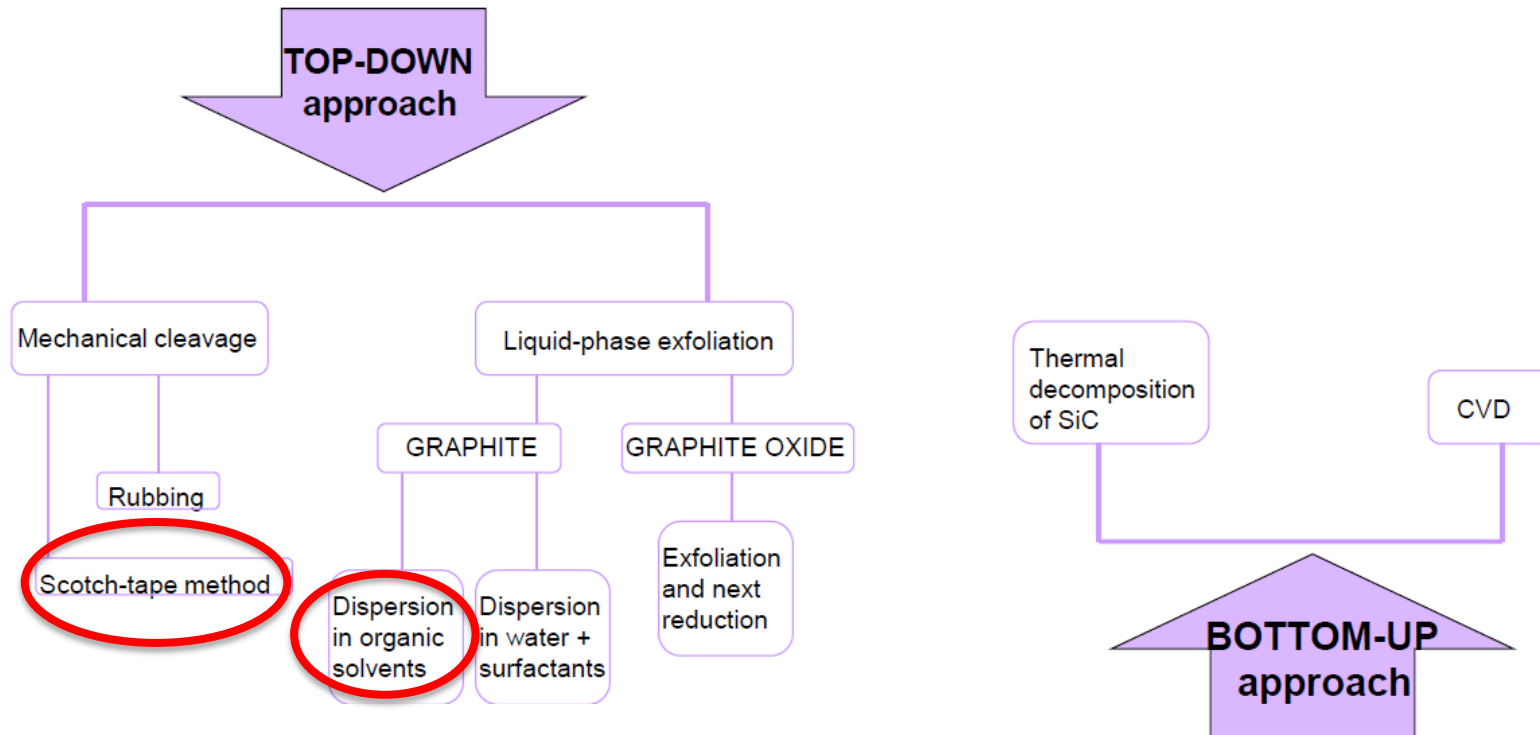 TOP-DOWN
approach
Mechanical cleavage
Liquid-phase exfoliation
Rubbing
Scotch-tape method
GRAPHITE
GRAPHITE OXIDE
Dispersion
in organic
solvents
Dispersion
in water +
surfactants
Exfoliation
and next
reduction
Thermal
decomposition
of SiC
CVD
BOTTOM-UP
approach